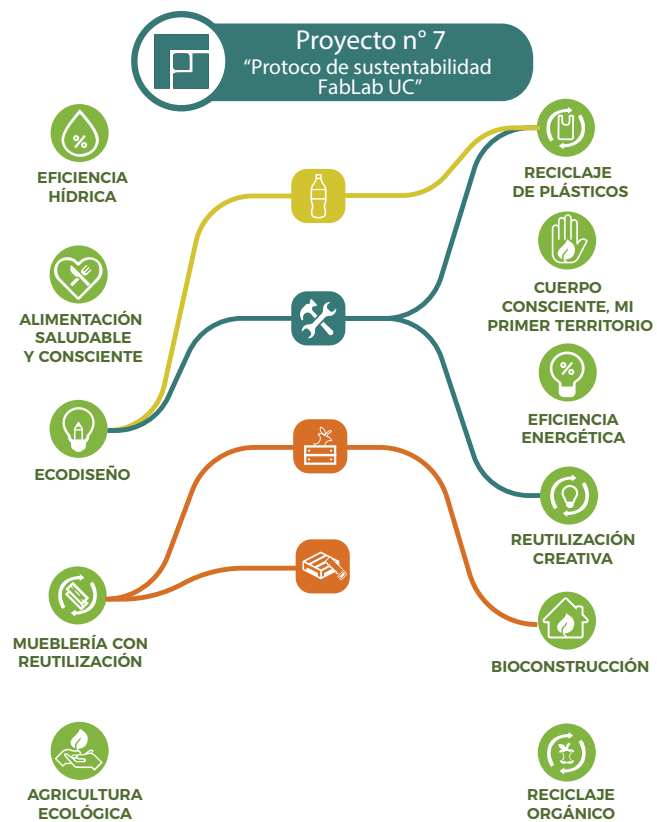 Proyecto n° 7
“Protoco de sustentabilidad
FabLab UC”
EFICIENCIA
HÍDRICA
ALIMENTACIÓN
SALUDABLE
Y CONSCIENTE
ECODISEÑO
MUEBLERÍA CON
REUTILIZACIÓN
AGRICULTURA
ECOLÓGICA
RECICLAJE
DE PLÁSTICOS
CUERPO
CONSCIENTE, MI
PRIMER TERRITORIO
EFICIENCIA
ENERGÉTICA
REUTILIZACIÓN
CREATIVA
BIOCONSTRUCCIÓN
RECICLAJE
ORGÁNICO
%
%